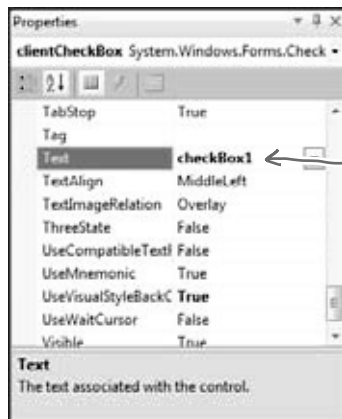 Properties
clientCheckBox System.Windows.Forms.Check
TabStop True
Tag
Text checkBox1
TextAlign MiddleLeft
TextImageRelation Overlay
ThreeState False
UseCompatibleTextF False
UseMnemonic True
UseVisualStyleBackC True
UseWaitCursor False
Visible True
Text
The text associated with the control.